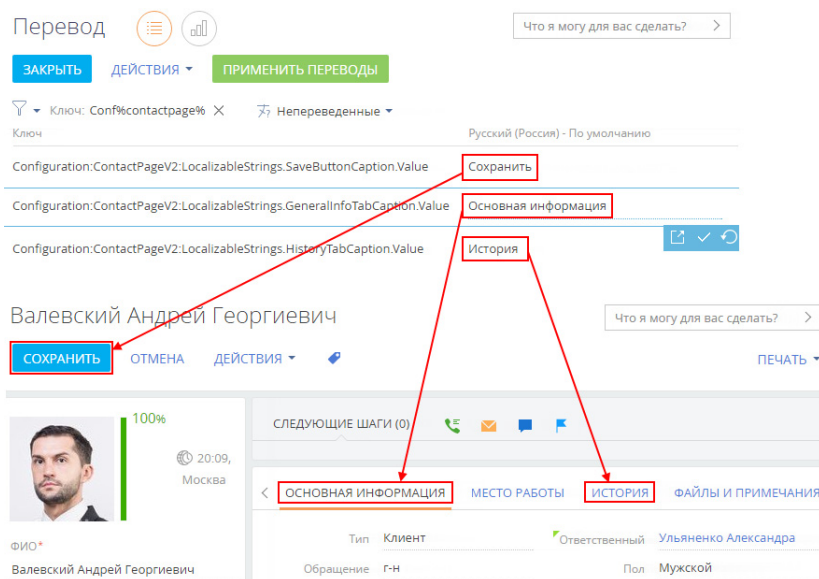 Перевод
Что я могу для вас сделать?
ЗАКРЫТЬ ДЕЙСТВИЯ ПРИМЕНИТЬ ПЕРЕВОДЫ
Ключ: Conf%contactpage% Непереведенные
Ключ Русский (Россия) - По умолчанию
Configuration:ContactPageV2:LocalizableStrings.SaveButtonCaption.Value Сохранить
Configuration:ContactPageV2:LocalizableStrings.GeneralInfoTabCaption.Value Основная информация
Configuration:ContactPageV2:LocalizableStrings.HistoryTabCaption.Value История
Валевский Андрей Георгиевич
Что я могу для вас сделать?
СОХРАНИТЬ ОТМЕНА ДЕЙСТВИЯ ПЕЧАТЬ
100%
СЛЕДУЮЩИЕ ШАГИ (0)
20:09,
Москва
ОСНОВНАЯ ИНФОРМАЦИЯ МЕСТО РАБОТЫ ИСТОРИЯ ФАЙЛЫ И ПРИМЕЧАНИЯ
Тип Клиент Ответственный Ульяненко Александра
ФИО*
Валевский Андрей Георгиевич Обращение г-н Пол Мужской